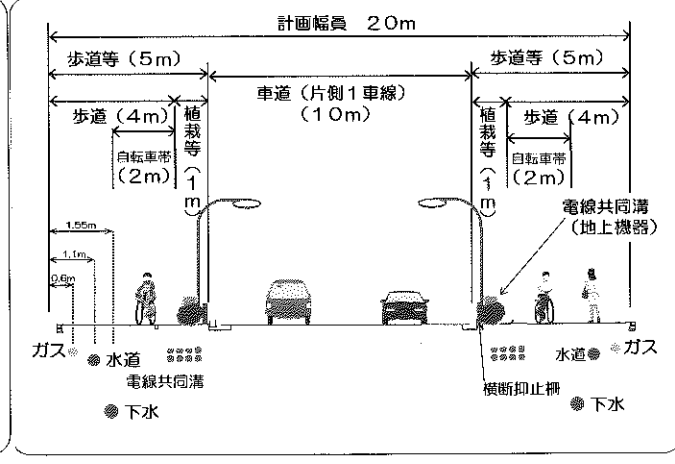 計画幅員 20m
歩道等(5m)
歩道等(5m)
車道(片側1車線)
(10m)
歩道(4m)
植栽等(1m)
植栽等(1m)
歩道(4m)
自転車帯
(2m)
自転車帯
(2m)
電線共同溝
(地上機器)
1.55m
1.1m
0.6m
ガス
水道
電線共同溝
下水
横断抑止柵
水道
ガス
下水